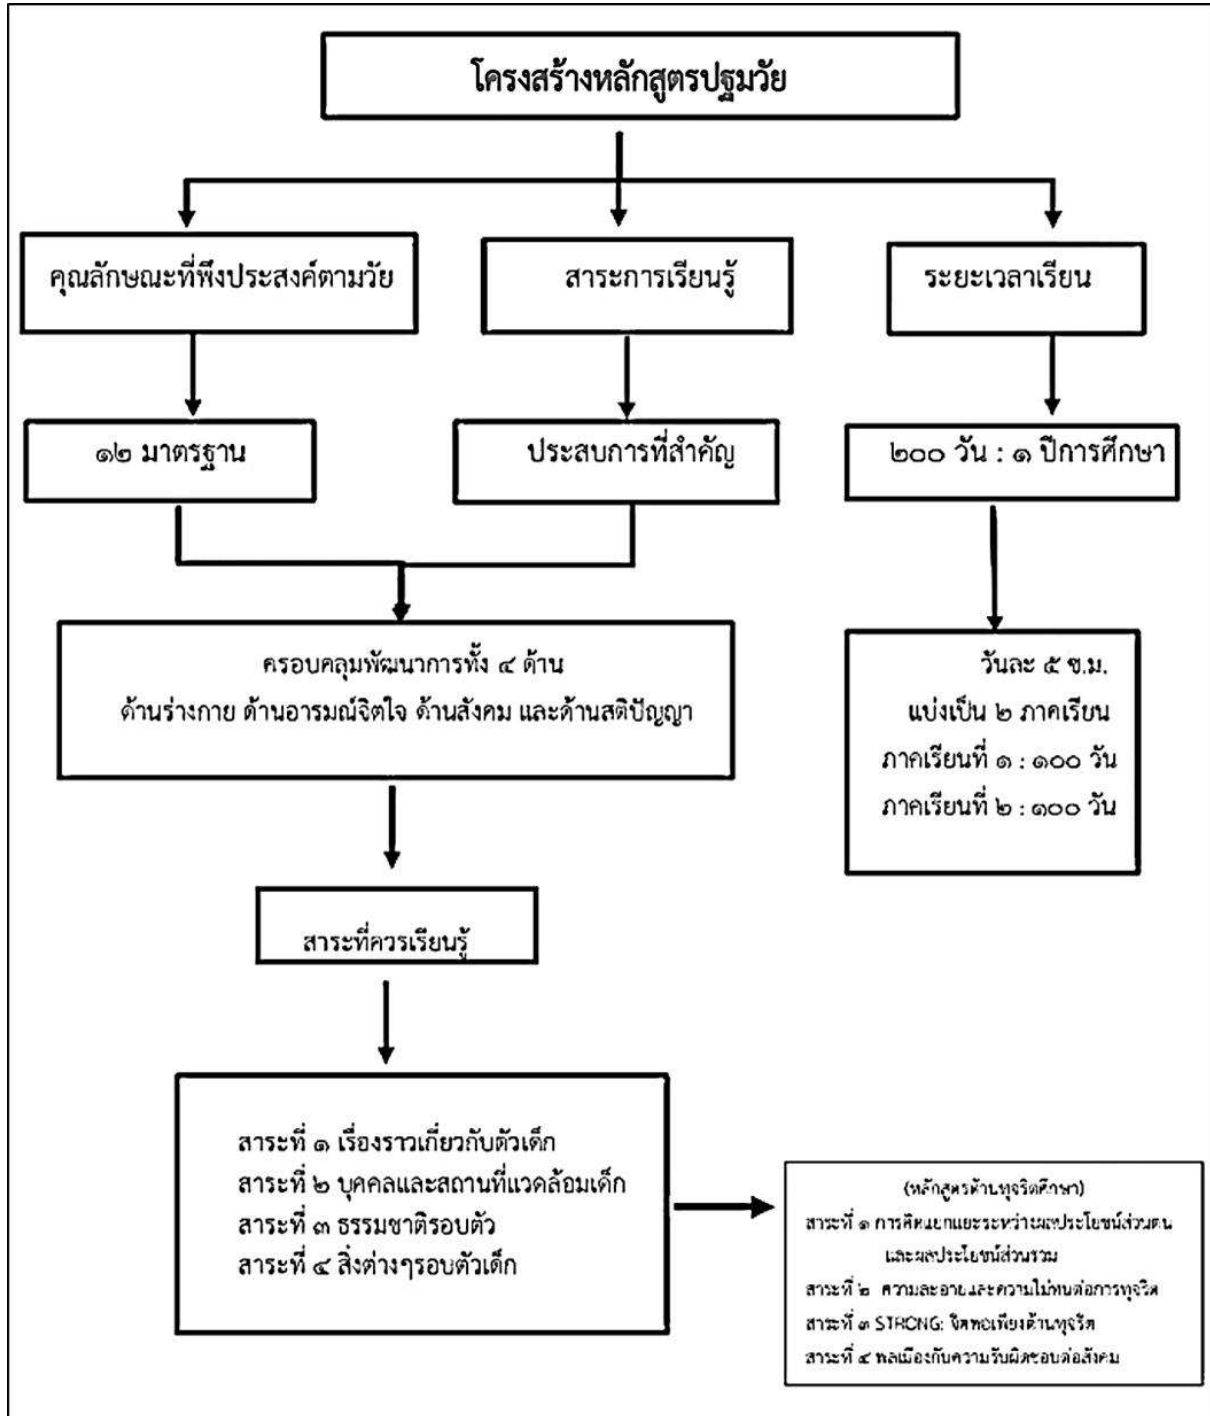 โครงสร้างหลักสูตรปฐมวัย
คุณลักษณะที่พึงประสงค์ตามวัย
สาระการเรียนรู้
ระยะเวลาเรียน
๑๒ มาตรฐาน
ประสบการที่สำคัญ
๒๐๐ วัน : ๑ ปีการศึกษา
ครอบคลุมพัฒนาการทั้ง ๔ ด้าน
ด้านร่างกาย ด้านอารมณ์จิตใจ ด้านสังคม และด้านสติปัญญา
วันละ ๕ ช.ม.
แบ่งเป็น ๒ ภาคเรียน
ภาคเรียนที่ ๑ : ๑๐๐ วัน
ภาคเรียนที่ ๒ : ๑๐๐ วัน
สาระที่ควรเรียนรู้
สาระที่ ๑ เรื่องราวเกี่ยวกับตัวเด็ก
สาระที่ ๒ บุคคลและสถานที่แวดล้อมเด็ก
สาระที่ ๓ ธรรมชาติรอบตัว
สาระที่ ๔ สิ่งต่างๆรอบตัวเด็ก
(หลักสูตรต้านทุจริตศึกษา)
สาระที่ ๑ การคิดแยกแยะระหว่างผลประโยชน์ส่วนตน
และผลประโยชน์ส่วนรวม
สาระที่ ๒ ความละอายและความไม่ทนต่อการทุจริต
สาระที่ ๓ STRONG: จิตพอเพียงต้านทุจริต
สาระที่ ๔ พลเมืองกับความรับผิดชอบต่อสังคม